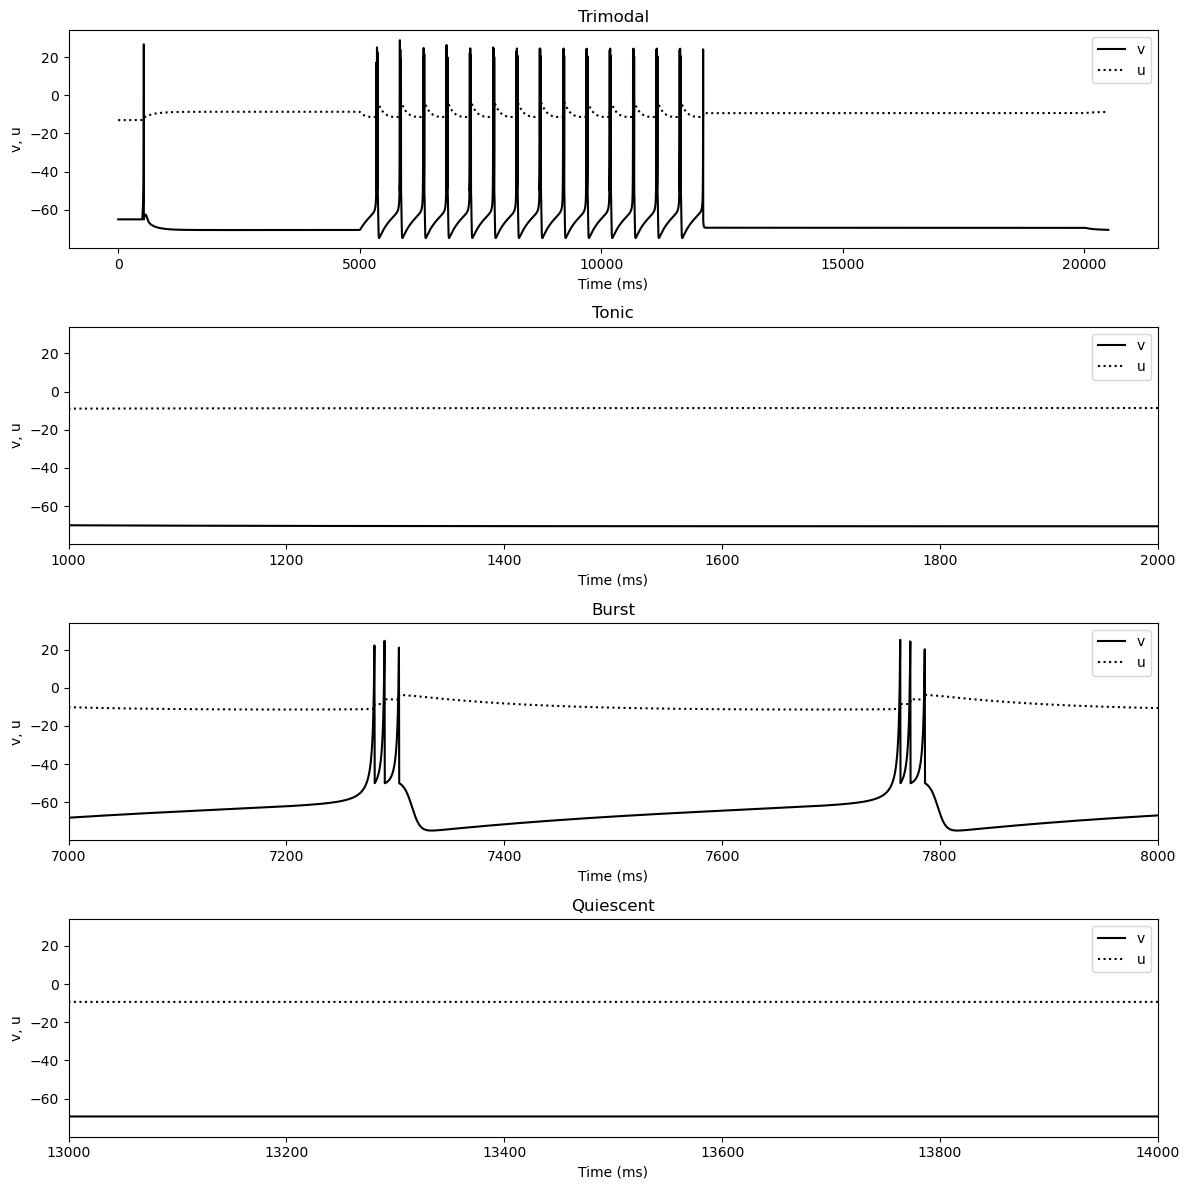 Trimodal
v
u
20
0
−20
−40
−60
v, u
0
5000
10000
15000
20000
Time (ms)
Tonic
v
u
20
0
−20
−40
−60
v, u
1000
1200
1400
1600
1800
2000
Time (ms)
Burst
v
u
20
0
−20
−40
−60
v, u
7000
7200
7400
7600
7800
8000
Time (ms)
Quiescent
v
u
20
0
−20
−40
−60
v, u
13000
13200
13400
13600
13800
14000
Time (ms)